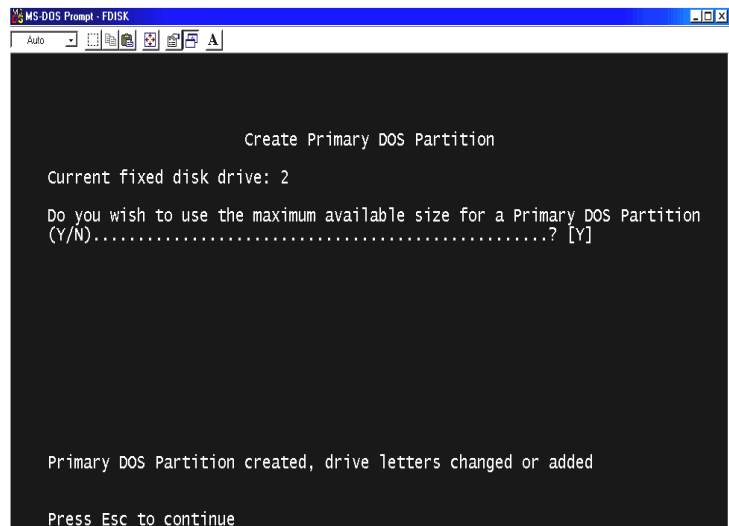 MS-DOS Prompt - FDISK
Auto
A
Create Primary DOS Partition
Current fixed disk drive: 2
Do you wish to use the maximum available size for a Primary DOS Partition
(Y/N)...................................................? [Y]
Primary DOS Partition created, drive letters changed or added
Press Esc to continue